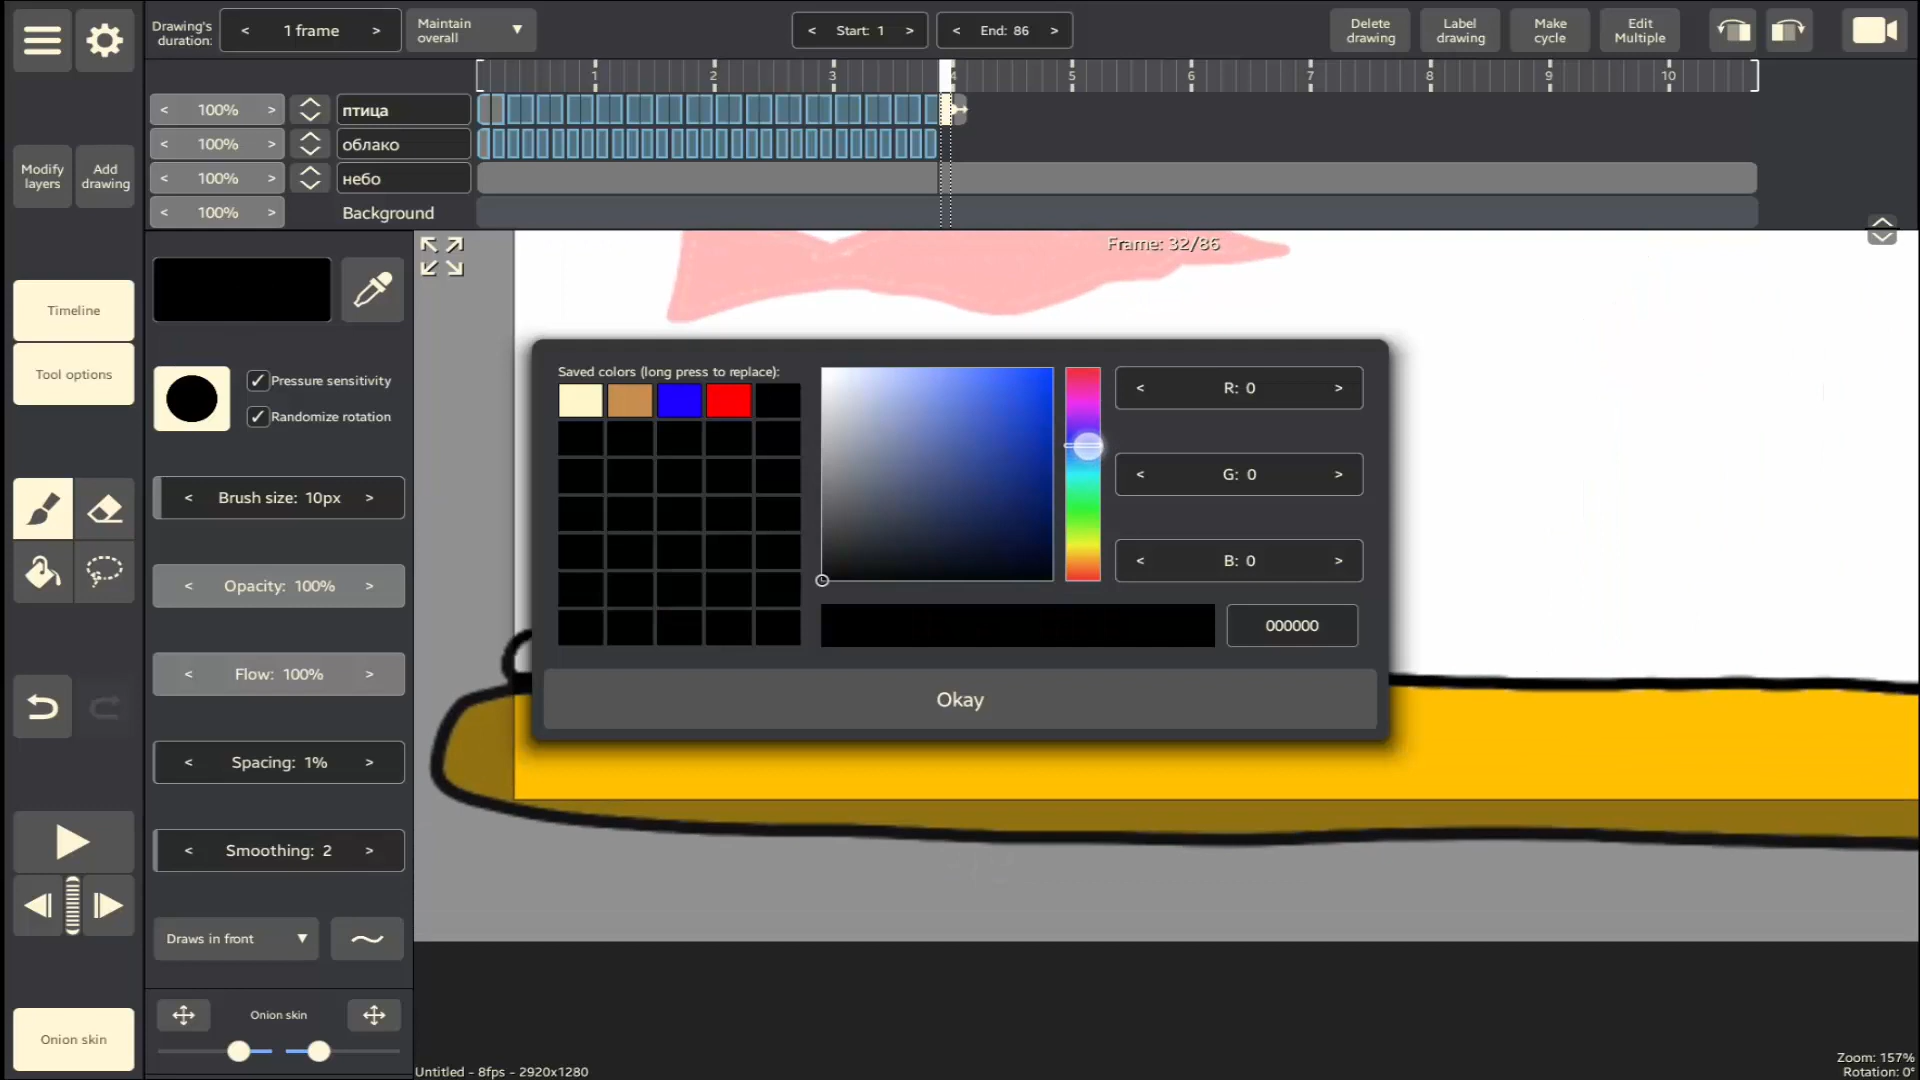 Drawing's duration:
< 1 frame >
Maintain overall
< Start: 1 >
< End: 86 >
Delete drawing
Label drawing
Make cycle
Edit Multiple
1 2 3 4 5 6 7 8 9 10
< 100% > птица
< 100% > облако
< 100% > небо
< 100% > Background
Modify layers
Add drawing
Frame: 32/86
Timeline
Tool options
Pressure sensitivity
Randomize rotation
Saved colors (long press to replace):
< R: 0 >
< G: 0 >
< B: 0 >
000000
Okay
< Brush size: 10px >
< Opacity: 100% >
< Flow: 100% >
< Spacing: 1% >
< Smoothing: 2 >
Draws in front
Onion skin
Onion skin
Untitled - 8fps - 2920x1280
Zoom: 157%
Rotation: 0°